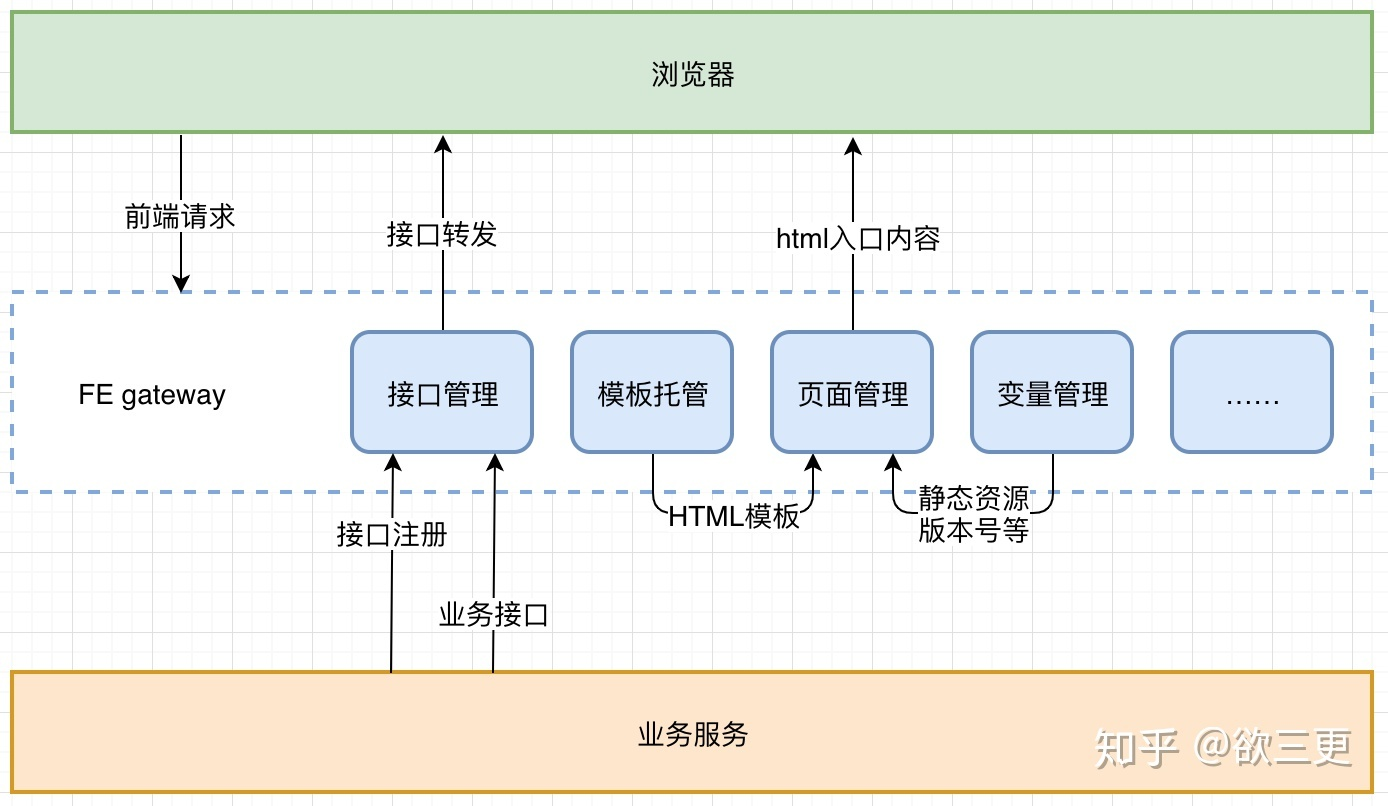 浏览器
前端请求
接口转发
html入口内容
FE gateway
接口管理
模板托管
页面管理
变量管理
……
HTML模板
静态资源
版本号等
接口注册
业务接口
业务服务
知乎 @欲三更